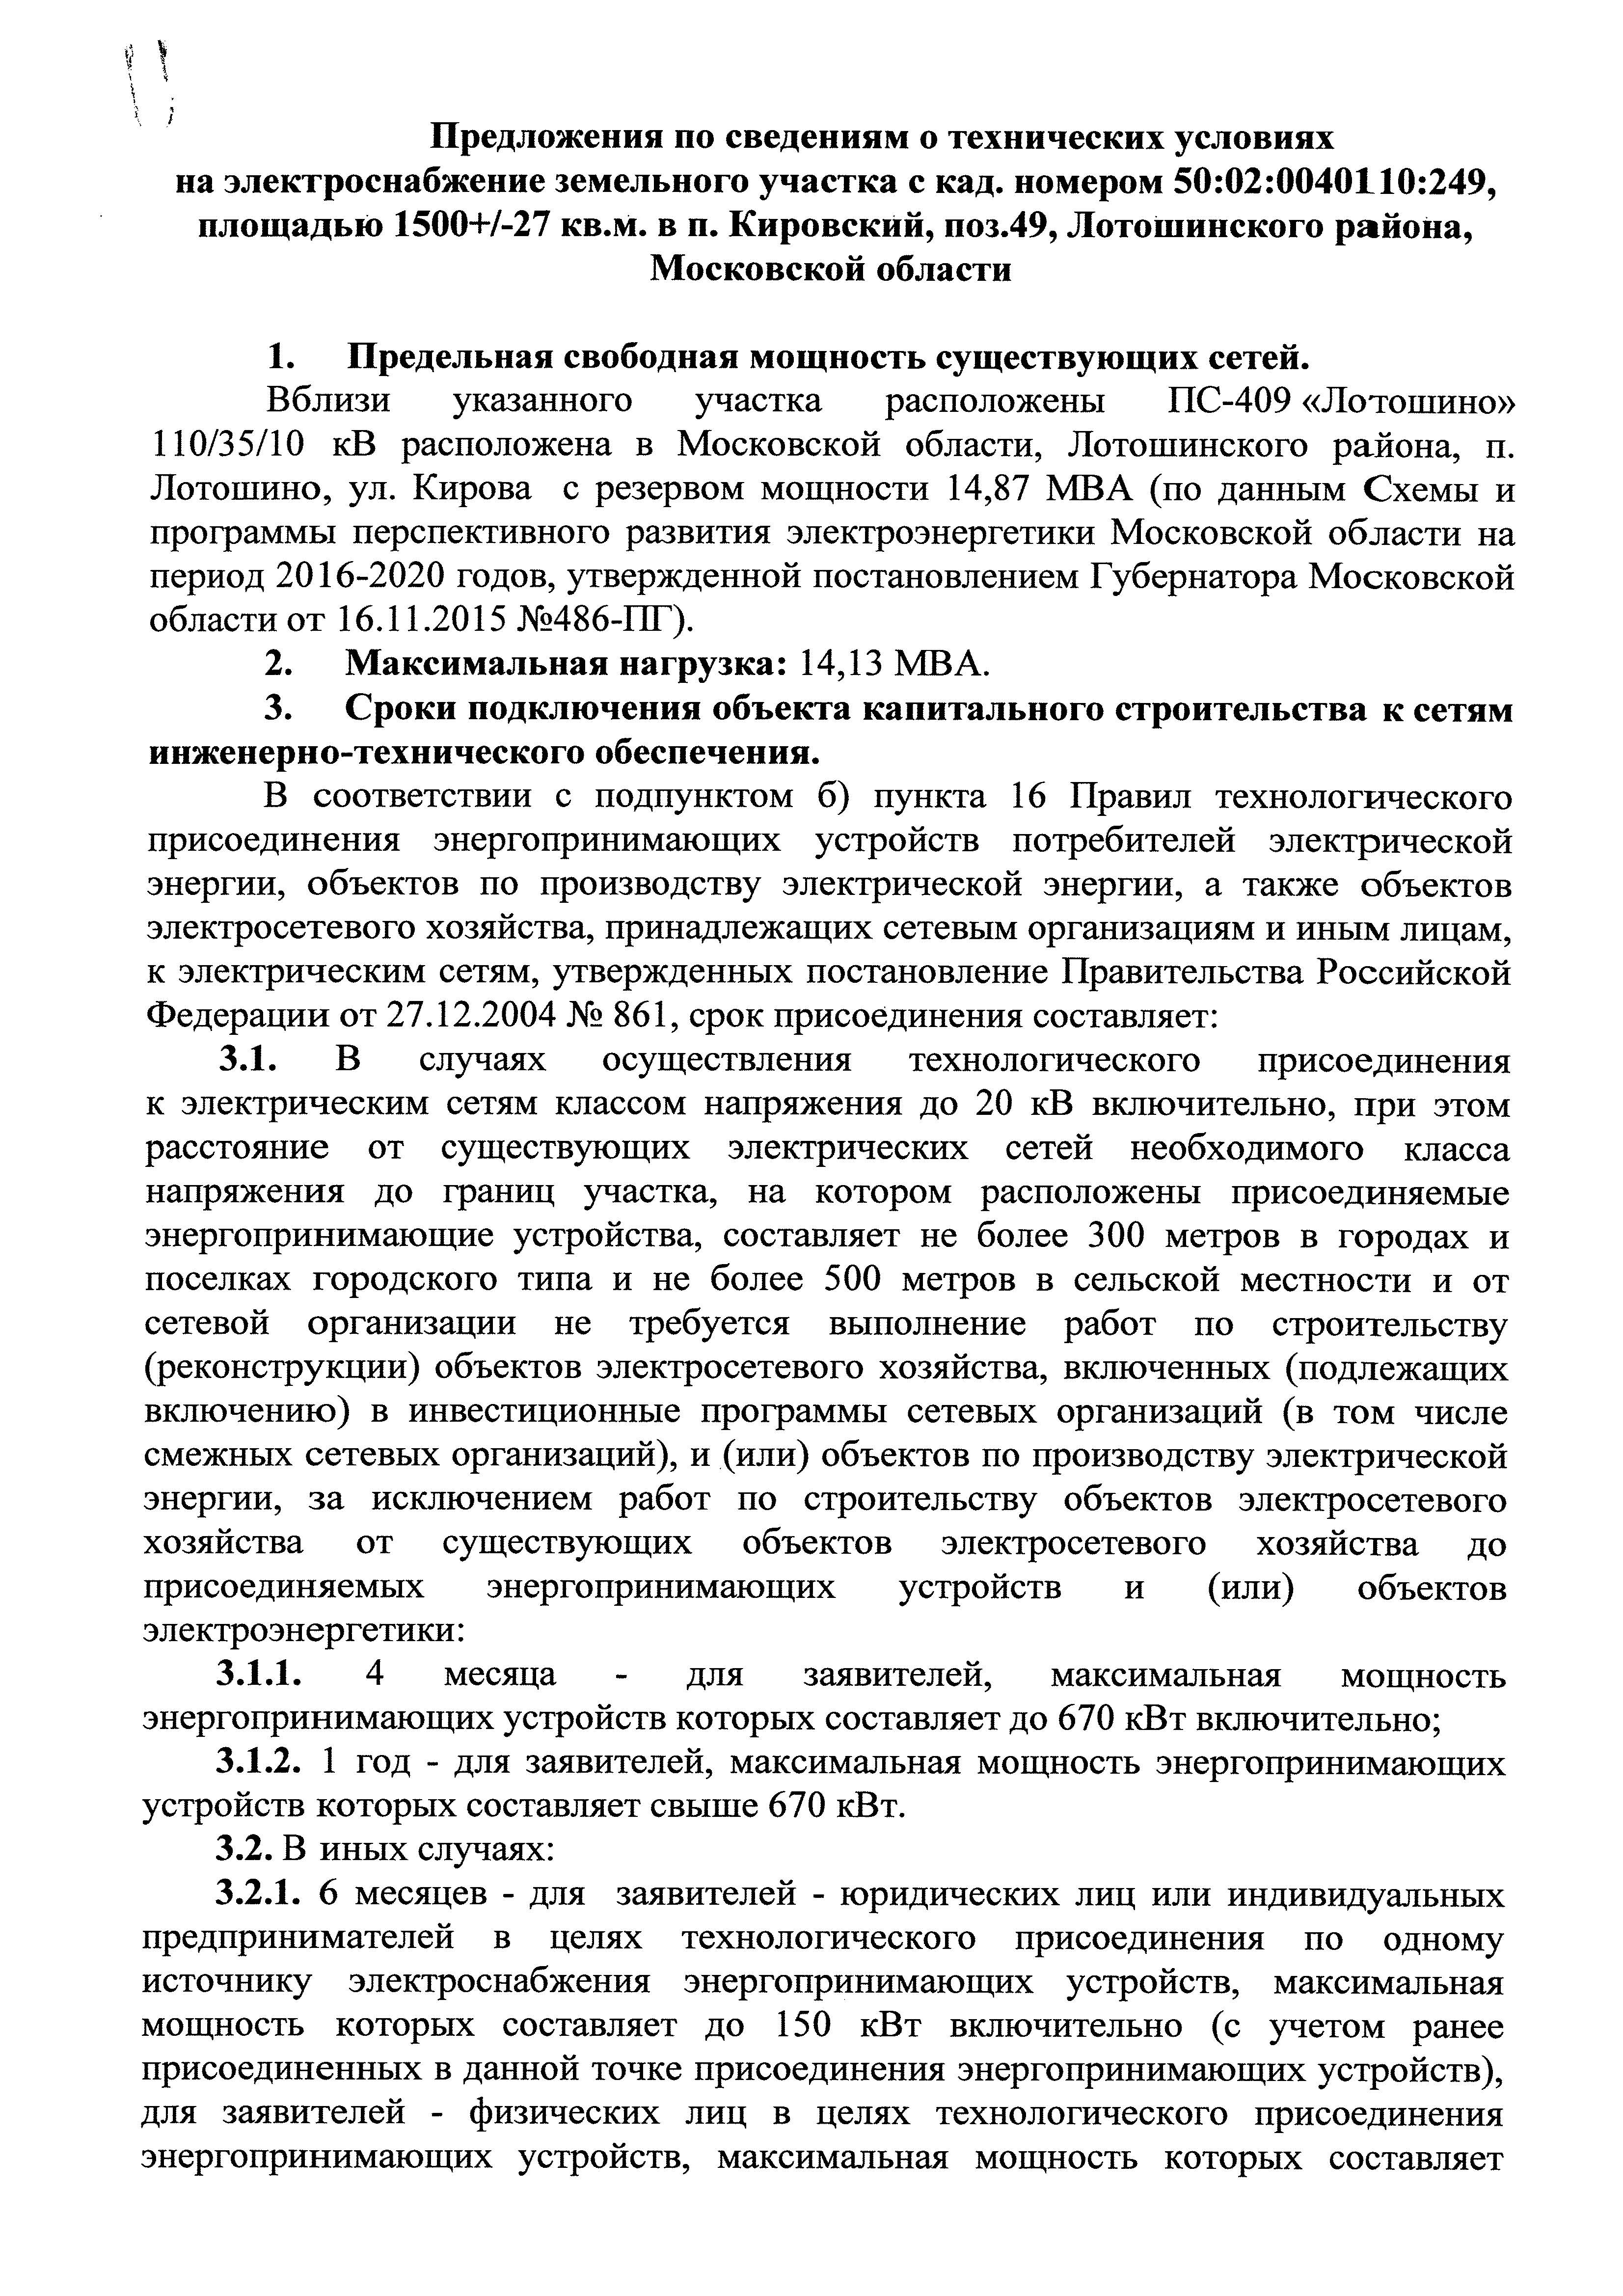 Предложения по сведениям о технических условиях
на электроснабжение земельного участка с кад. номером 50:02:0040110:249,
площадью 1500+/-27 кв.м. в п. Кировский, поз.49, Лотошинского района,
Московской области
1. Предельная свободная мощность существующих сетей.
Вблизи указанного участка расположены ПС-409 «Лотошино»
110/35/10 кВ расположена в Московской области, Лотошинского района, п.
Лотошино, ул. Кирова с резервом мощности 14,87 МВА (по данным Схемы и
программы перспективного развития электроэнергетики Московской области на
период 2016-2020 годов, утвержденной постановлением Губернатора Московской
области от 16.11.2015 №486-ПГ).
2. Максимальная нагрузка: 14,13 МВА.
3. Сроки подключения объекта капитального строительства к сетям
инженерно-технического обеспечения.
В соответствии с подпунктом б) пункта 16 Правил технологического
присоединения энергопринимающих устройств потребителей электрической
энергии, объектов по производству электрической энергии, а также объектов
электросетевого хозяйства, принадлежащих сетевым организациям и иным лицам,
к электрическим сетям, утвержденных постановление Правительства Российской
Федерации от 27.12.2004 № 861, срок присоединения составляет:
3.1. В случаях осуществления технологического присоединения
к электрическим сетям классом напряжения до 20 кВ включительно, при этом
расстояние от существующих электрических сетей необходимого класса
напряжения до границ участка, на котором расположены присоединяемые
энергопринимающие устройства, составляет не более 300 метров в городах и
поселках городского типа и не более 500 метров в сельской местности и от
сетевой организации не требуется выполнение работ по строительству
(реконструкции) объектов электросетевого хозяйства, включенных (подлежащих
включению) в инвестиционные программы сетевых организаций (в том числе
смежных сетевых организаций), и (или) объектов по производству электрической
энергии, за исключением работ по строительству объектов электросетевого
хозяйства от существующих объектов электросетевого хозяйства до
присоединяемых энергопринимающих устройств и (или) объектов
электроэнергетики:
3.1.1. 4 месяца - для заявителей, максимальная мощность
энергопринимающих устройств которых составляет до 670 кВт включительно;
3.1.2. 1 год - для заявителей, максимальная мощность энергопринимающих
устройств которых составляет свыше 670 кВт.
3.2. В иных случаях:
3.2.1. 6 месяцев - для заявителей - юридических лиц или индивидуальных
предпринимателей в целях технологического присоединения по одному
источнику электроснабжения энергопринимающих устройств, максимальная
мощность которых составляет до 150 кВт включительно (с учетом ранее
присоединенных в данной точке присоединения энергопринимающих устройств),
для заявителей - физических лиц в целях технологического присоединения
энергопринимающих устройств, максимальная мощность которых составляет